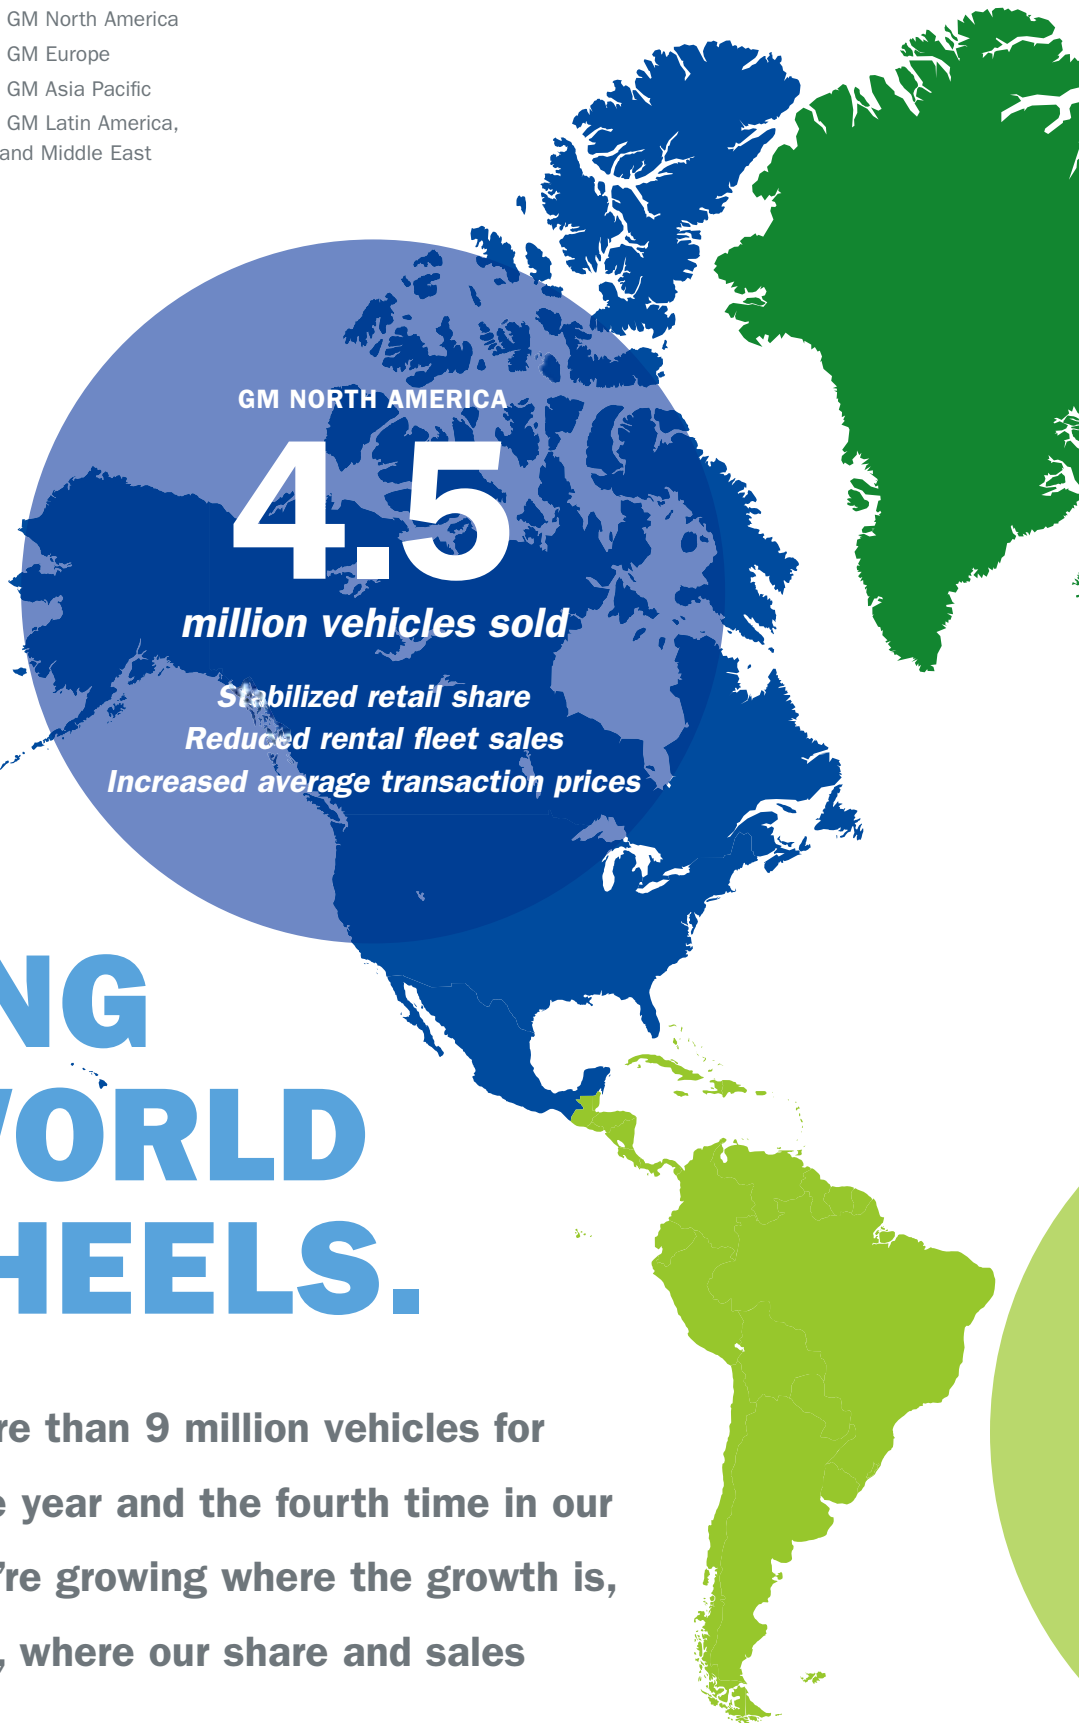 GM North America
GM Europe
GM Asia Pacific
GM Latin America,
and Middle East
GM NORTH AMERICA
4.5
million vehicles sold
Stabilized retail share
Reduced rental fleet sales
Increased average transaction prices
NG
WORLD
HEELS.
re than 9 million vehicles for
e year and the fourth time in our
’re growing where the growth is,
, where our share and sales